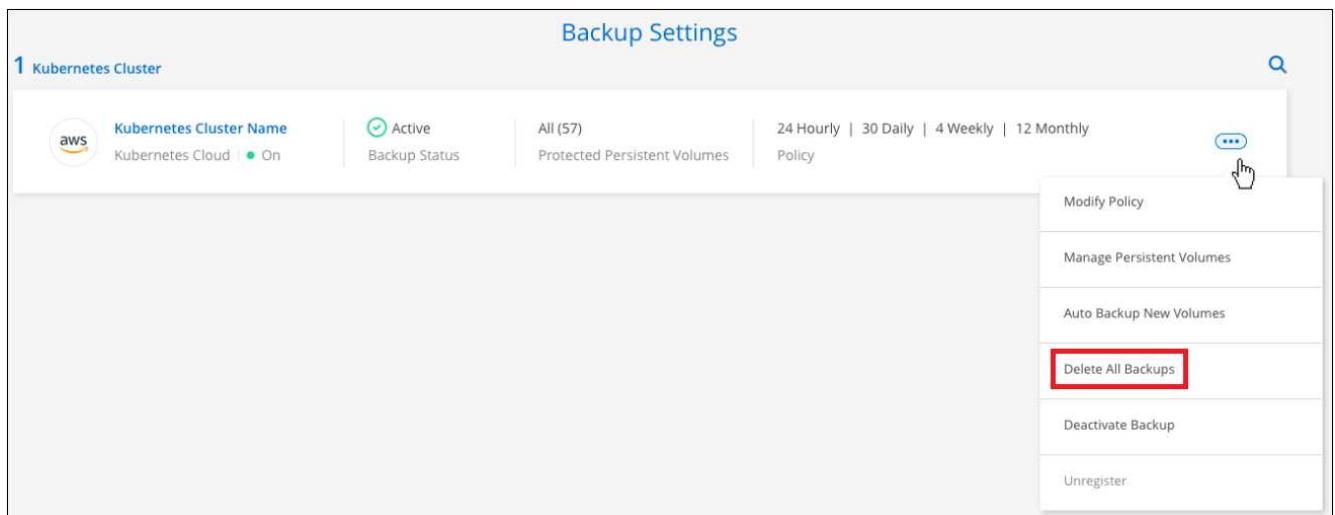 Backup Settings
1 Kubernetes Cluster
aws
Kubernetes Cluster Name
Kubernetes Cloud | On
Active
Backup Status
All (57)
Protected Persistent Volumes
24 Hourly | 30 Daily | 4 Weekly | 12 Monthly
Policy
Modify Policy
Manage Persistent Volumes
Auto Backup New Volumes
Delete All Backups
Deactivate Backup
Unregister